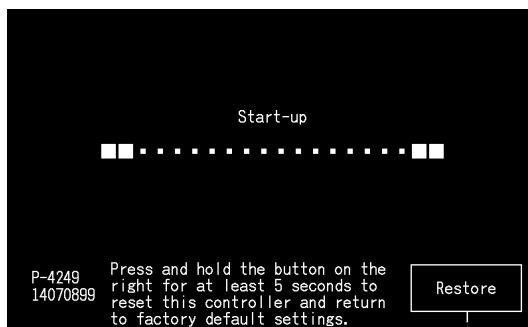 Start-up
P-4249
14070899
Press and hold the button on the
right for at least 5 seconds to
reset this controller and return
to factory default settings.
Restore